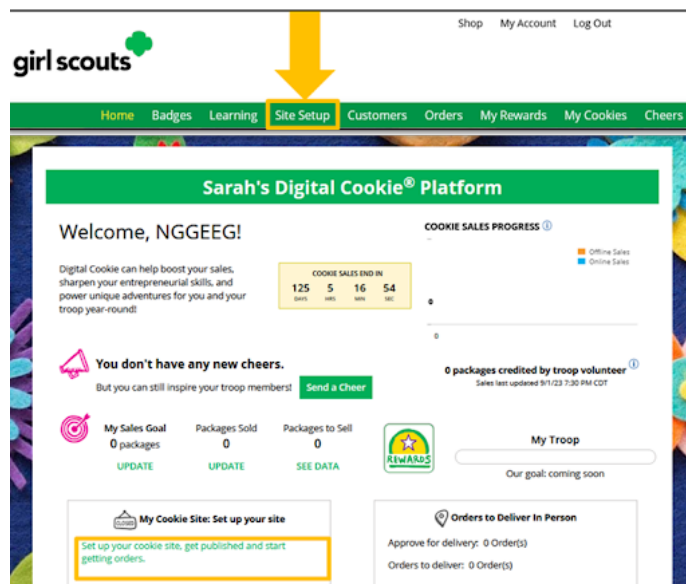 Shop My Account Log Out
girl scouts
Home Badges Learning Site Setup Customers Orders My Rewards My Cookies Cheers
Sarah's Digital Cookie® Platform
Welcome, NGGEEG!
Digital Cookie can help boost your sales,
sharpen your entrepreneurial skills, and
power unique adventures for you and your
troop year-round!
COOKIE SALES END IN
125 5 16 54
DAYS HRS MIN SEC
COOKIE SALES PROGRESS
Offline Sales
Online Sales
0
0
You don't have any new cheers.
But you can still inspire your troop members! Send a Cheer
0 packages credited by troop volunteer
Sales last updated 9/1/23 7:30 PM CDT
My Sales Goal Packages Sold Packages to Sell
0 packages 0 0
UPDATE UPDATE SEE DATA
REWARDS
My Troop
Our goal: coming soon
CLOSED
My Cookie Site: Set up your site
Set up your cookie site, get published and start
getting orders.
Orders to Deliver In Person
Approve for delivery: 0 Order(s)
Orders to deliver: 0 Order(s)